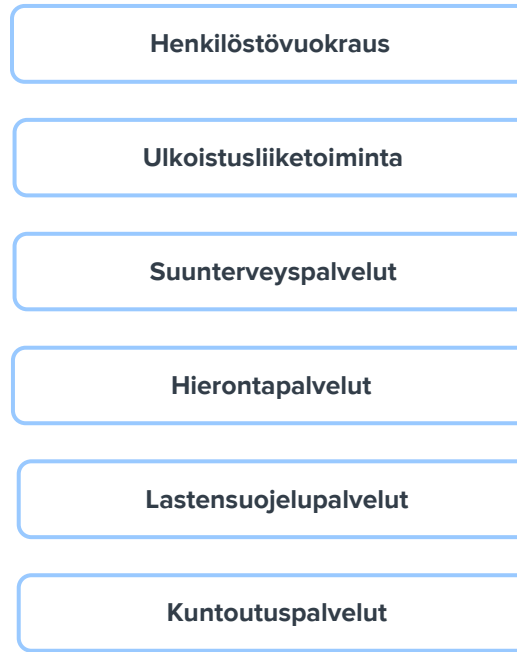 Henkilöstövuokraus
Ulkoistusliiketoiminta
Suunterveyspalvelut
Hierontapalvelut
Lastensuojelupalvelut
Kuntoutuspalvelut